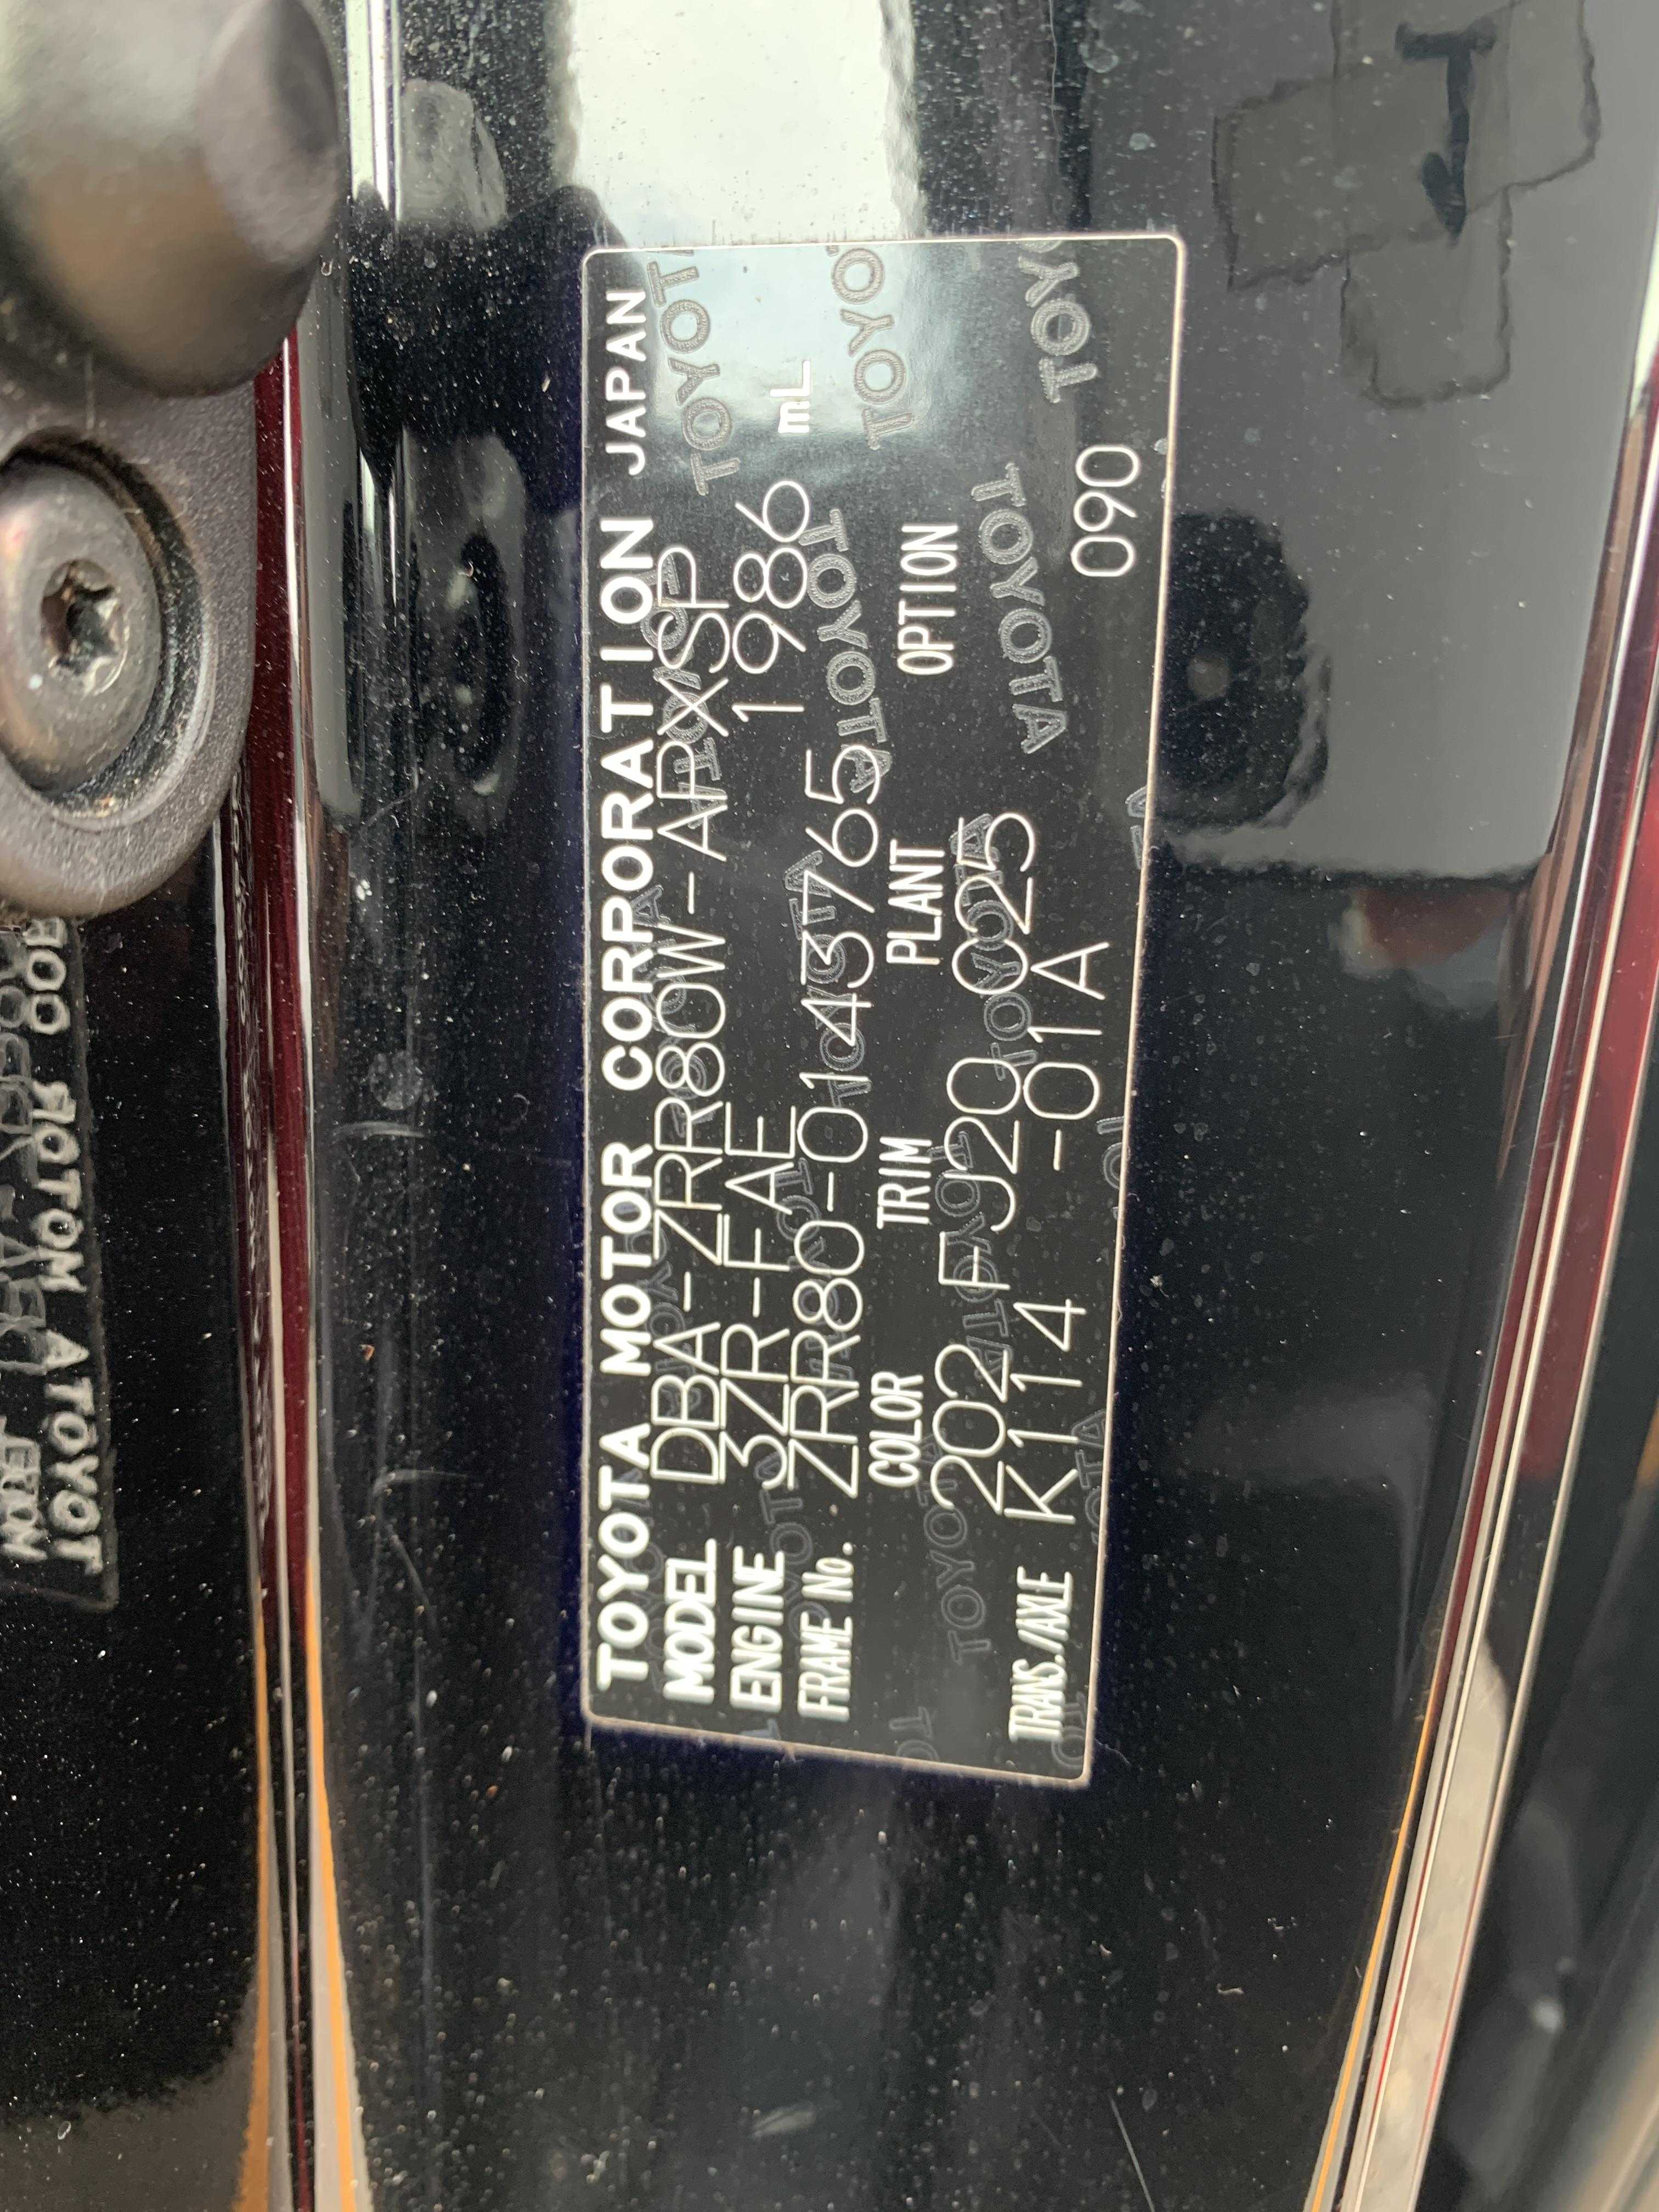 TOYOTA MOTOR CORPORATION JAPAN
MODEL DBA-ZRR80W-APXSP
ENGINE 3ZR-FAE 1986 mL
FRAME No. ZRR80-0143765
COLOR TRIM PLANT OPTION
202 FJ20 C25
TRANS./AXLE K114 -01A 090